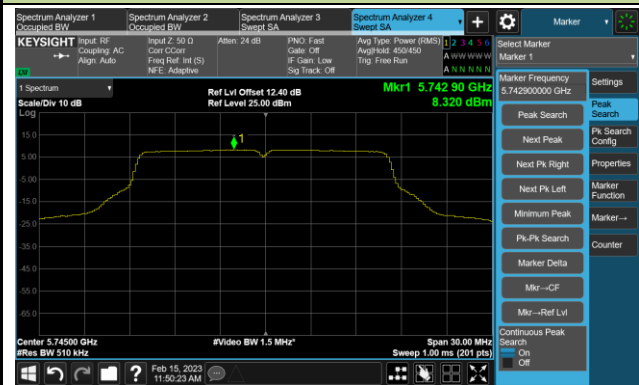 Spectrum Analyzer 1
Occupied BW
Spectrum Analyzer 2
Occupied BW
Spectrum Analyzer 3
Swept SA
Spectrum Analyzer 4
Swept SA
+
Marker
KEYSIGHT
Input: RF
Coupling: AC
Align: Auto
Input Z: 50 Ω
Corr CCorr
Freq Ref: Int (S)
NFE: Adaptive
Atten: 24 dB
PNO: Fast
Gate: Off
IF Gain: Low
Sig Track: Off
Avg Type: Power (RMS)
Avg|Hold: 450/450
Trig: Free Run
1 2 3 4 5 6
A W W W W W
A N N N N N
LXI
Select Marker
Marker 1
1 Spectrum
Scale/Div 10 dB
Log
Ref Lvl Offset 12.40 dB
Ref Level 25.00 dBm
Mkr1 5.742 90 GHz
8.320 dBm
15.0
5.00
-5.00
-15.0
-25.0
-35.0
-45.0
-55.0
-65.0
1
Center 5.74500 GHz
#Res BW 510 kHz
#Video BW 1.5 MHz*
Span 30.00 MHz
Sweep 1.00 ms (201 pts)
Marker Frequency
5.742900000 GHz
Peak Search
Next Peak
Next Pk Right
Next Pk Left
Minimum Peak
Pk-Pk Search
Marker Delta
Mkr→CF
Mkr→Ref Lvl
Continuous Peak
Search
On
Off
Settings
Peak
Search
Pk Search
Config
Properties
Marker
Function
Marker→
Counter
?
Feb 15, 2023
11:50:23 AM